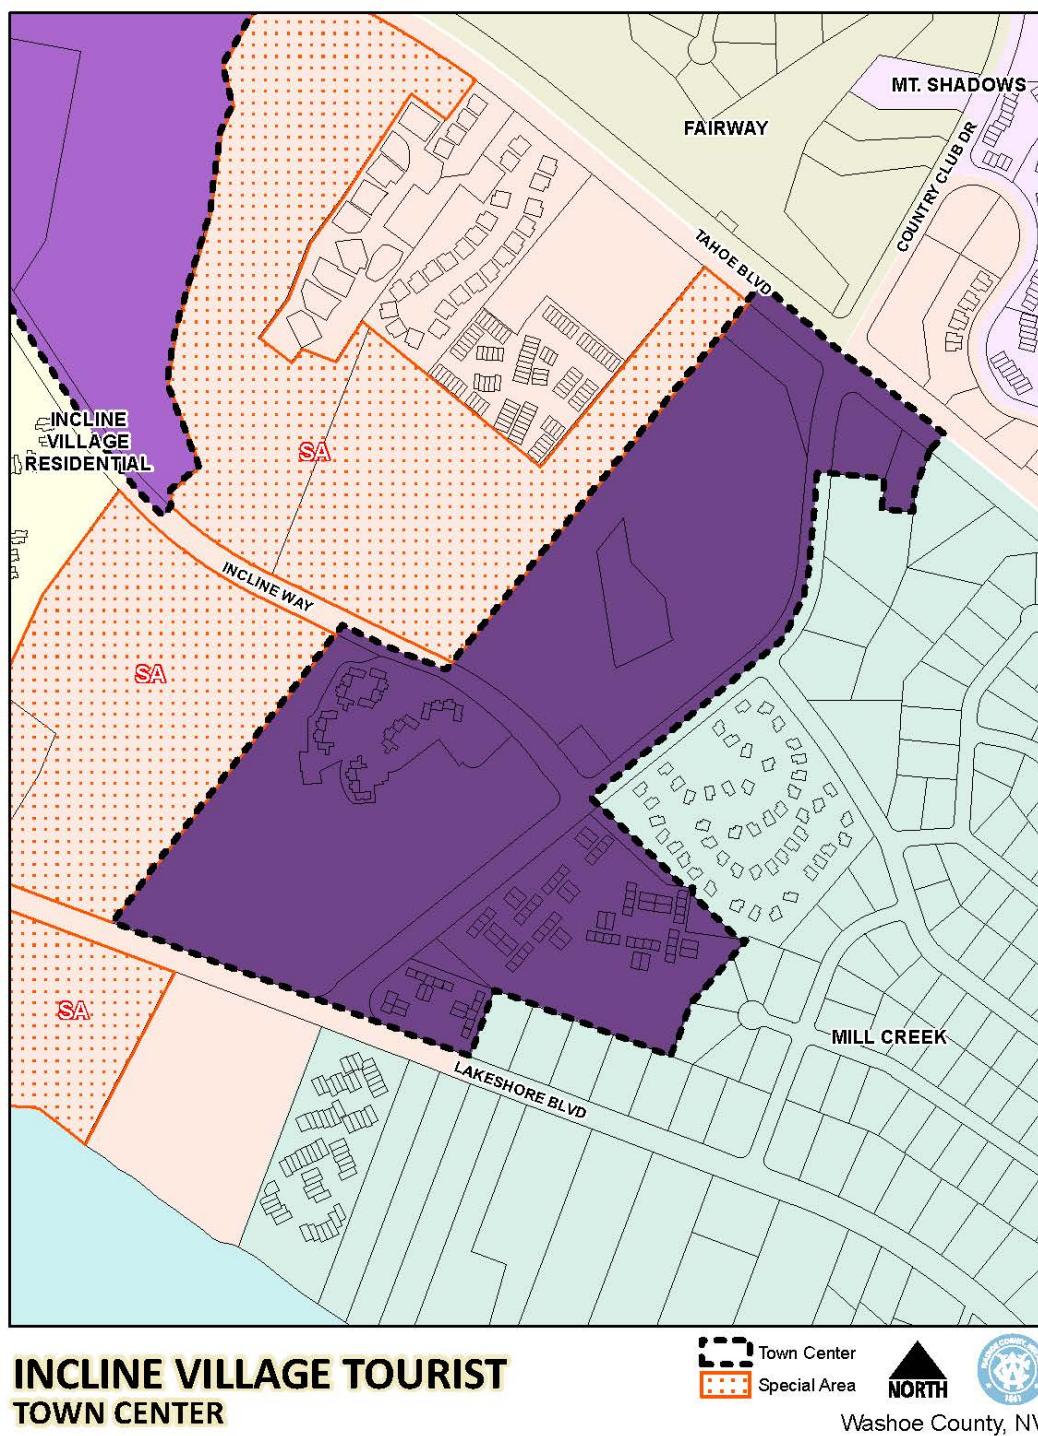 MT. SHADOWS
FAIRWAY
COUNTRY CLUB DR
TAHOE BLVD
INCLINE
VILLAGE
RESIDENTIAL
SA
INCLINE WAY
SA
SA
MILL CREEK
LAKESHORE BLVD
INCLINE VILLAGE TOURIST
TOWN CENTER
Town Center
Special Area
NORTH
1861
Washoe County, NV